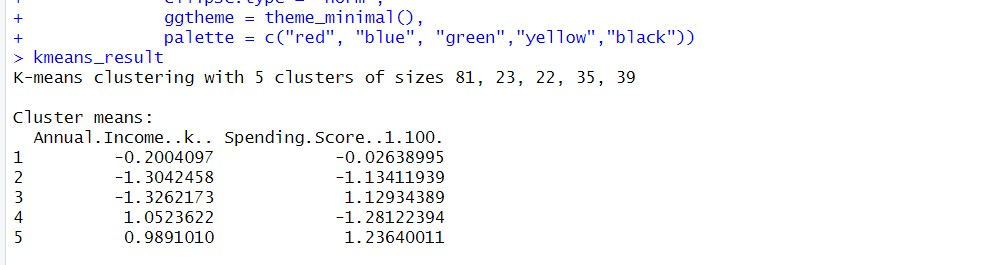 + ggtheme = theme_minimal(),
+ palette = c("red", "blue", "green","yellow","black"))
> kmeans_result
K-means clustering with 5 clusters of sizes 81, 23, 22, 35, 39
Cluster means:
Annual.Income..k.. Spending.Score..1.100.
1 -0.2004097 -0.02638995
2 -1.3042458 -1.13411939
3 -1.3262173 1.12934389
4 1.0523622 -1.28122394
5 0.9891010 1.23640011